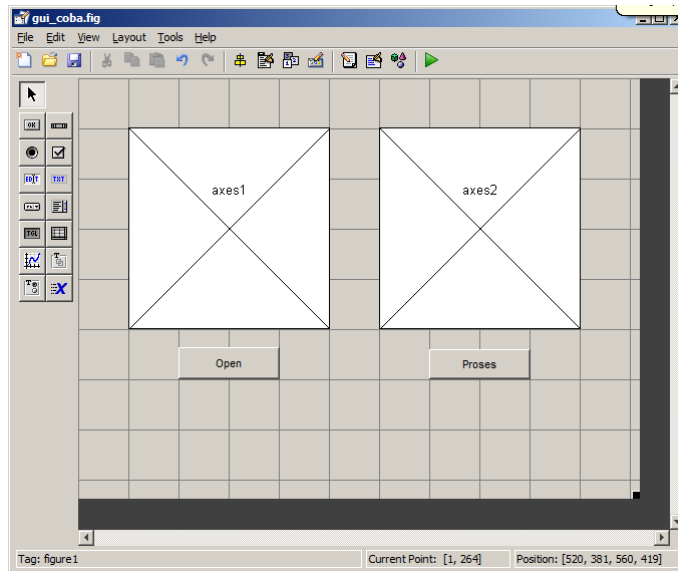 gui_coba.fig
File Edit View Layout Tools Help
OK
EDIT TXT
TGL
axes1 axes2
Open Proses
Tag: figure1 Current Point: [1, 264] Position: [520, 381, 560, 419]